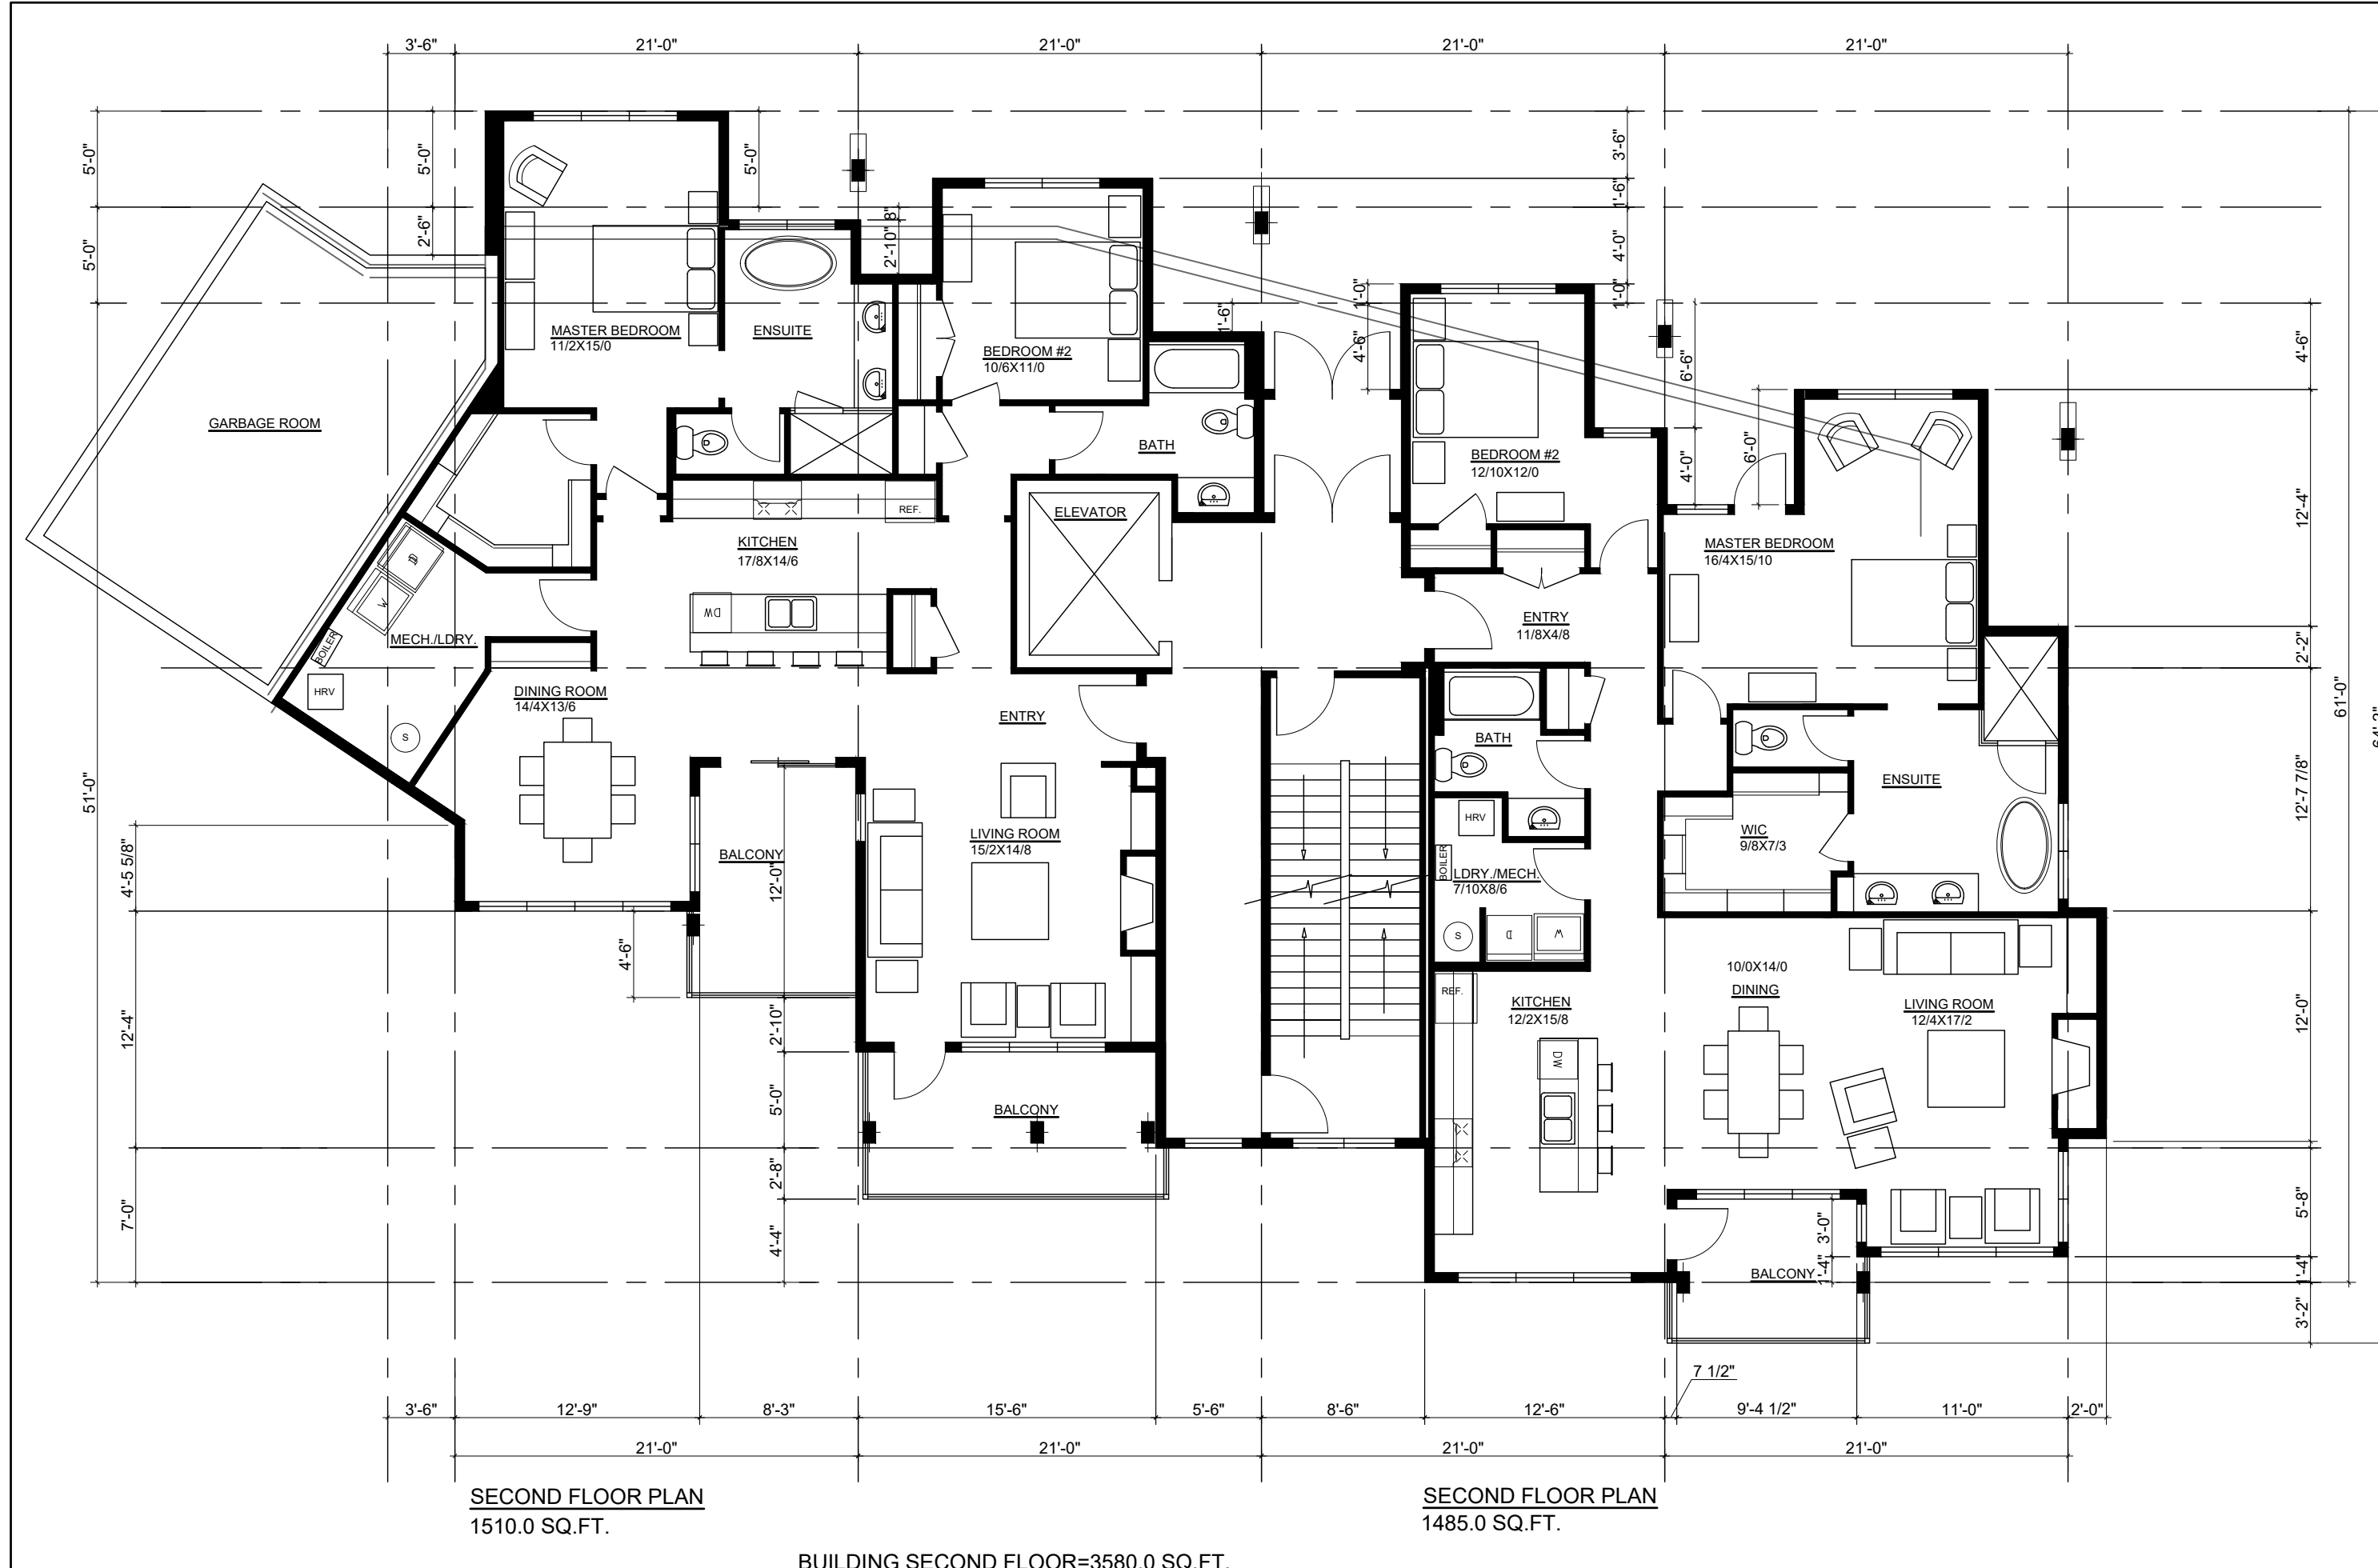 3'-6" 21'-0" 21'-0" 21'-0" 21'-0"
5'-0"
5'-0"
5'-0"
3'-6"
1'-6"
5'-0"
2'-6"
8"
2'-10"
4'-0"
1'-0"
1'-0"
1'-6"
4'-6"
6'-6"
4'-6"
MASTER BEDROOM
11/2X15/0
ENSUITE
BEDROOM #2
10/6X11/0
GARBAGE ROOM
BATH
BEDROOM #2
12/10X12/0
4'-0"
6'-0"
REF.
ELEVATOR
12'-4"
KITCHEN
17/8X14/6
MASTER BEDROOM
16/4X15/10
D
W
DW
MECH./LDRY.
BOILER
HRV
S
ENTRY
11/8X4/8
2'-2"
DINING ROOM
14/4X13/6
ENTRY
61'-0"
64'-2"
BATH
51'-0"
ENSUITE
12'-7 7/8"
HRV
BALCONY
12'-0"
LIVING ROOM
15/2X14/8
WIC
9/8X7/3
4'-5 5/8"
BOILER
LDRY./MECH.
7/10X8/6
S
D
W
4'-6"
10/0X14/0
DINING
REF.
KITCHEN
12/2X15/8
LIVING ROOM
12/4X17/2
12'-4"
2'-10"
12'-0"
DW
5'-0"
BALCONY
2'-8"
7'-0"
4'-4"
3'-0"
5'-8"
BALCONY
1'-4"
1'-4"
3'-2"
7 1/2"
3'-6" 12'-9" 8'-3" 15'-6" 5'-6" 8'-6" 12'-6" 9'-4 1/2" 11'-0" 2'-0"
21'-0" 21'-0" 21'-0" 21'-0"
SECOND FLOOR PLAN
1510.0 SQ.FT.
SECOND FLOOR PLAN
1485.0 SQ.FT.
BUILDING SECOND FLOOR=3580.0 SQ.FT.